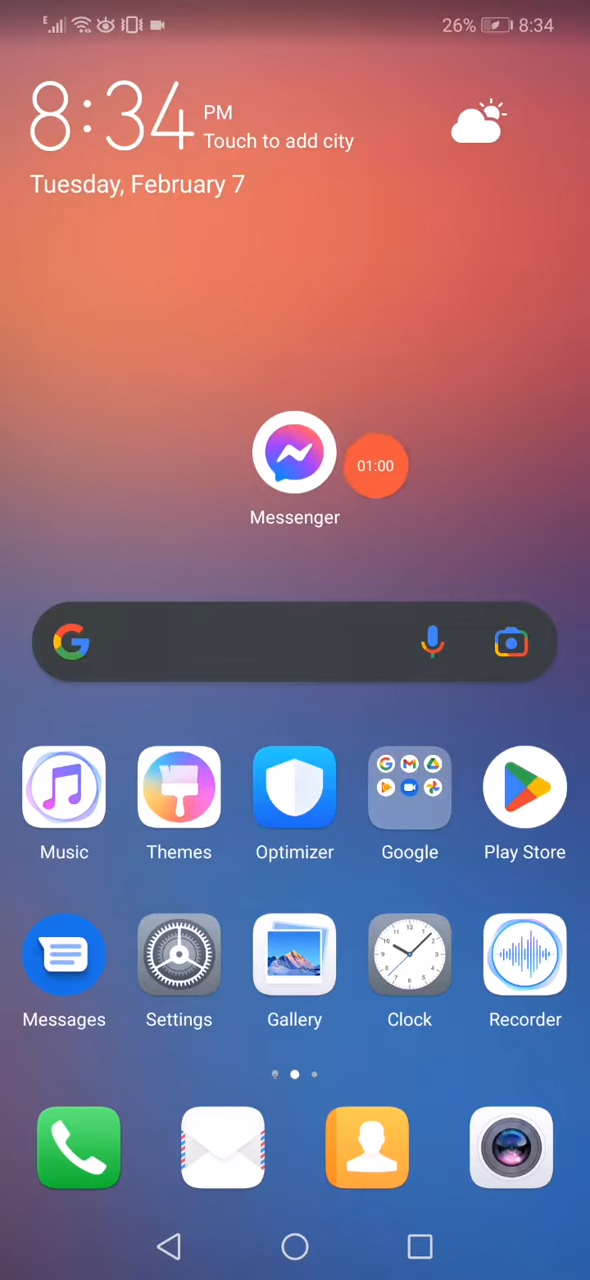 E 26% 8:34
8:34 PM
Touch to add city
Tuesday, February 7
01:00
Messenger
Music Themes Optimizer Google Play Store
Messages Settings Gallery Clock Recorder